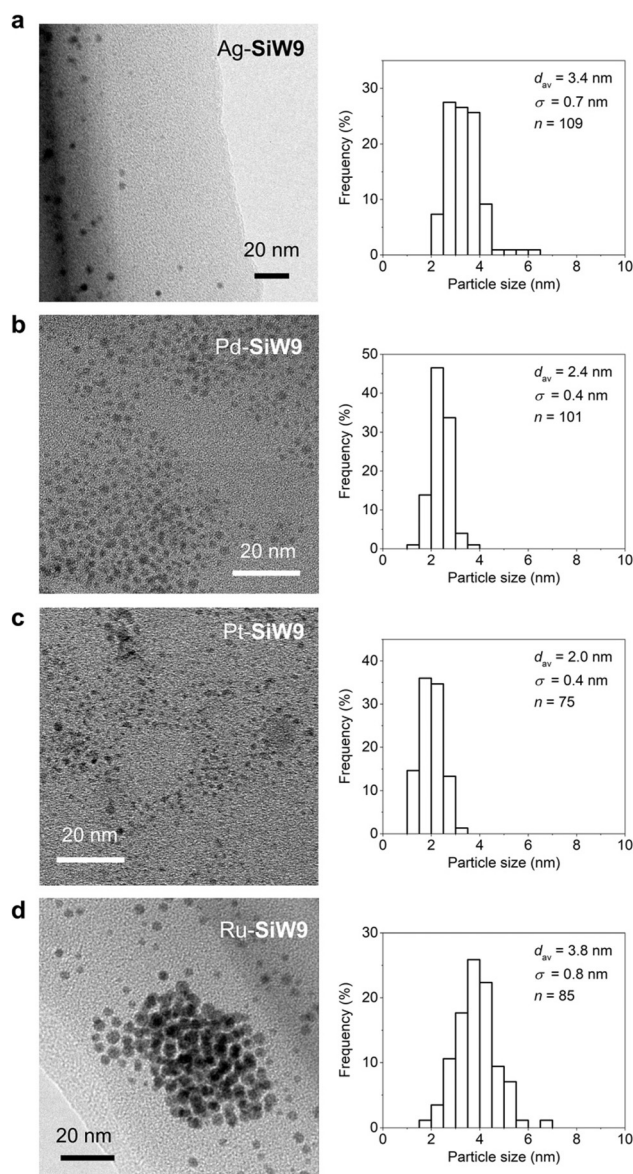 a
Ag-SiW9
20 nm
Frequency (%)
30
20
10
0
0 2 4 6 8 10
Particle size (nm)
d_av = 3.4 nm
σ = 0.7 nm
n = 109
b
Pd-SiW9
20 nm
Frequency (%)
50
40
30
20
10
0
0 2 4 6 8 10
Particle size (nm)
d_av = 2.4 nm
σ = 0.4 nm
n = 101
c
Pt-SiW9
20 nm
Frequency (%)
40
30
20
10
0
0 2 4 6 8 10
Particle size (nm)
d_av = 2.0 nm
σ = 0.4 nm
n = 75
d
Ru-SiW9
20 nm
Frequency (%)
30
20
10
0
0 2 4 6 8 10
Particle size (nm)
d_av = 3.8 nm
σ = 0.8 nm
n = 85